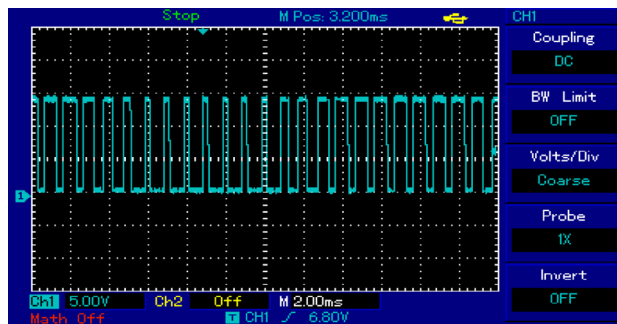 Stop M Pos: 3.200ms CH1
Coupling
DC
BW Limit
OFF
Volts/Div
Coarse
Probe
1X
Invert
OFF
1
Ch1 5.00V Ch2 Off M 2.00ms
Math Off T CH1 6.80V